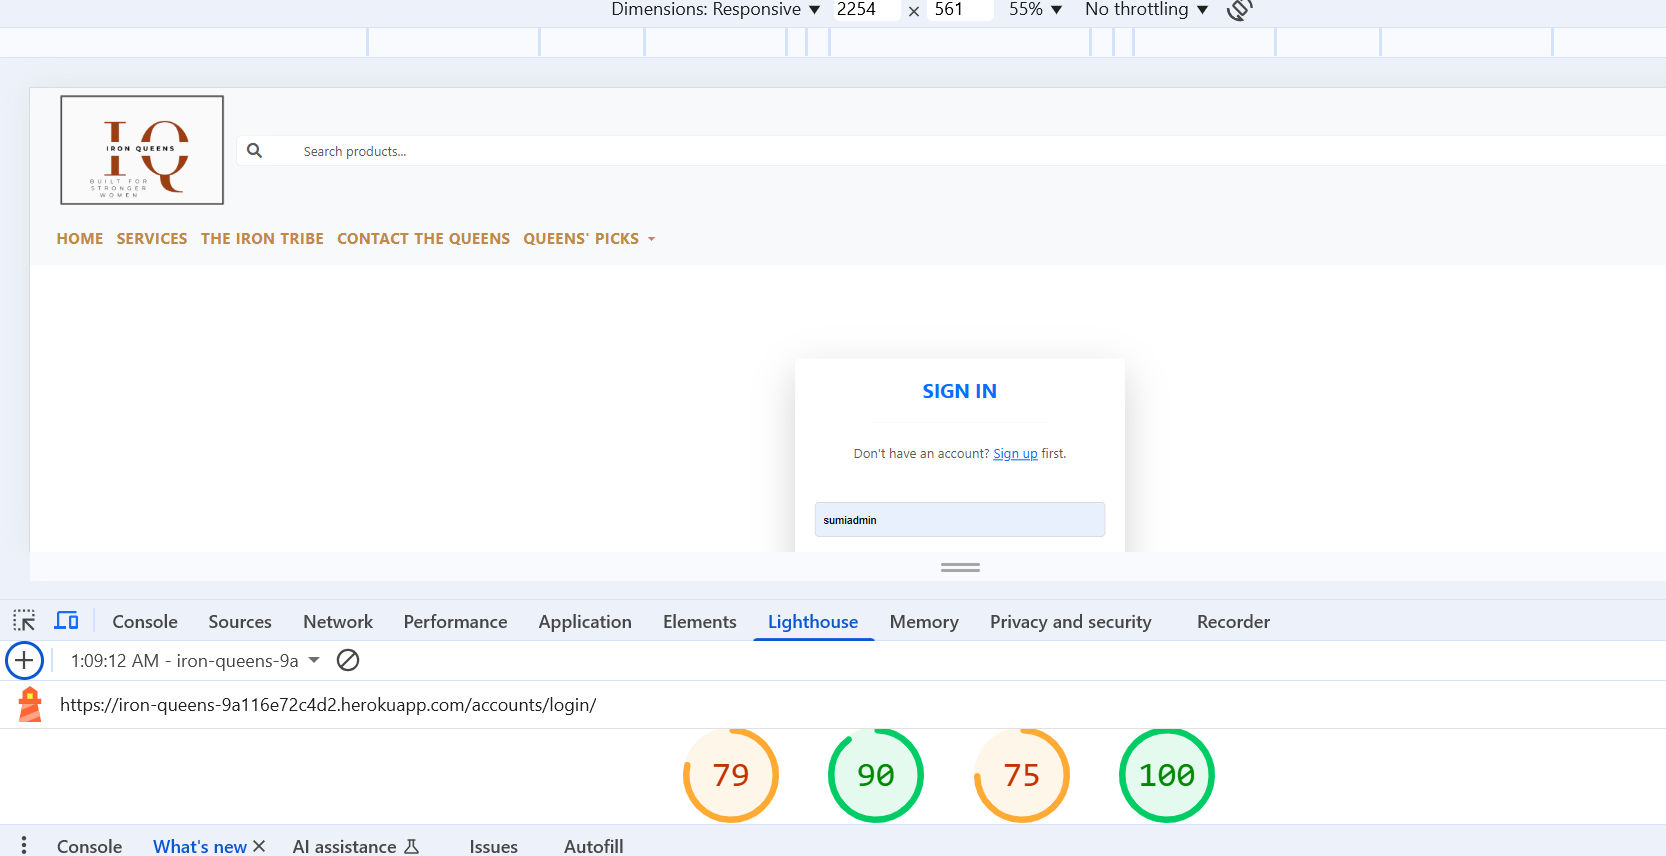 Dimensions: Responsive ▼ 2254 × 561 55% ▼ No throttling ▼
IQ
IRON QUEENS
BUILT FOR
STRONGER
WOMEN
Search products...
HOME SERVICES THE IRON TRIBE CONTACT THE QUEENS QUEENS' PICKS
SIGN IN
Don't have an account? Sign up first.
sumiadmin
Console Sources Network Performance Application Elements Lighthouse Memory Privacy and security Recorder
1:09:12 AM - iron-queens-9a
https://iron-queens-9a116e72c4d2.herokuapp.com/accounts/login/
79 90 75 100
Console What's new × AI assistance Issues Autofill